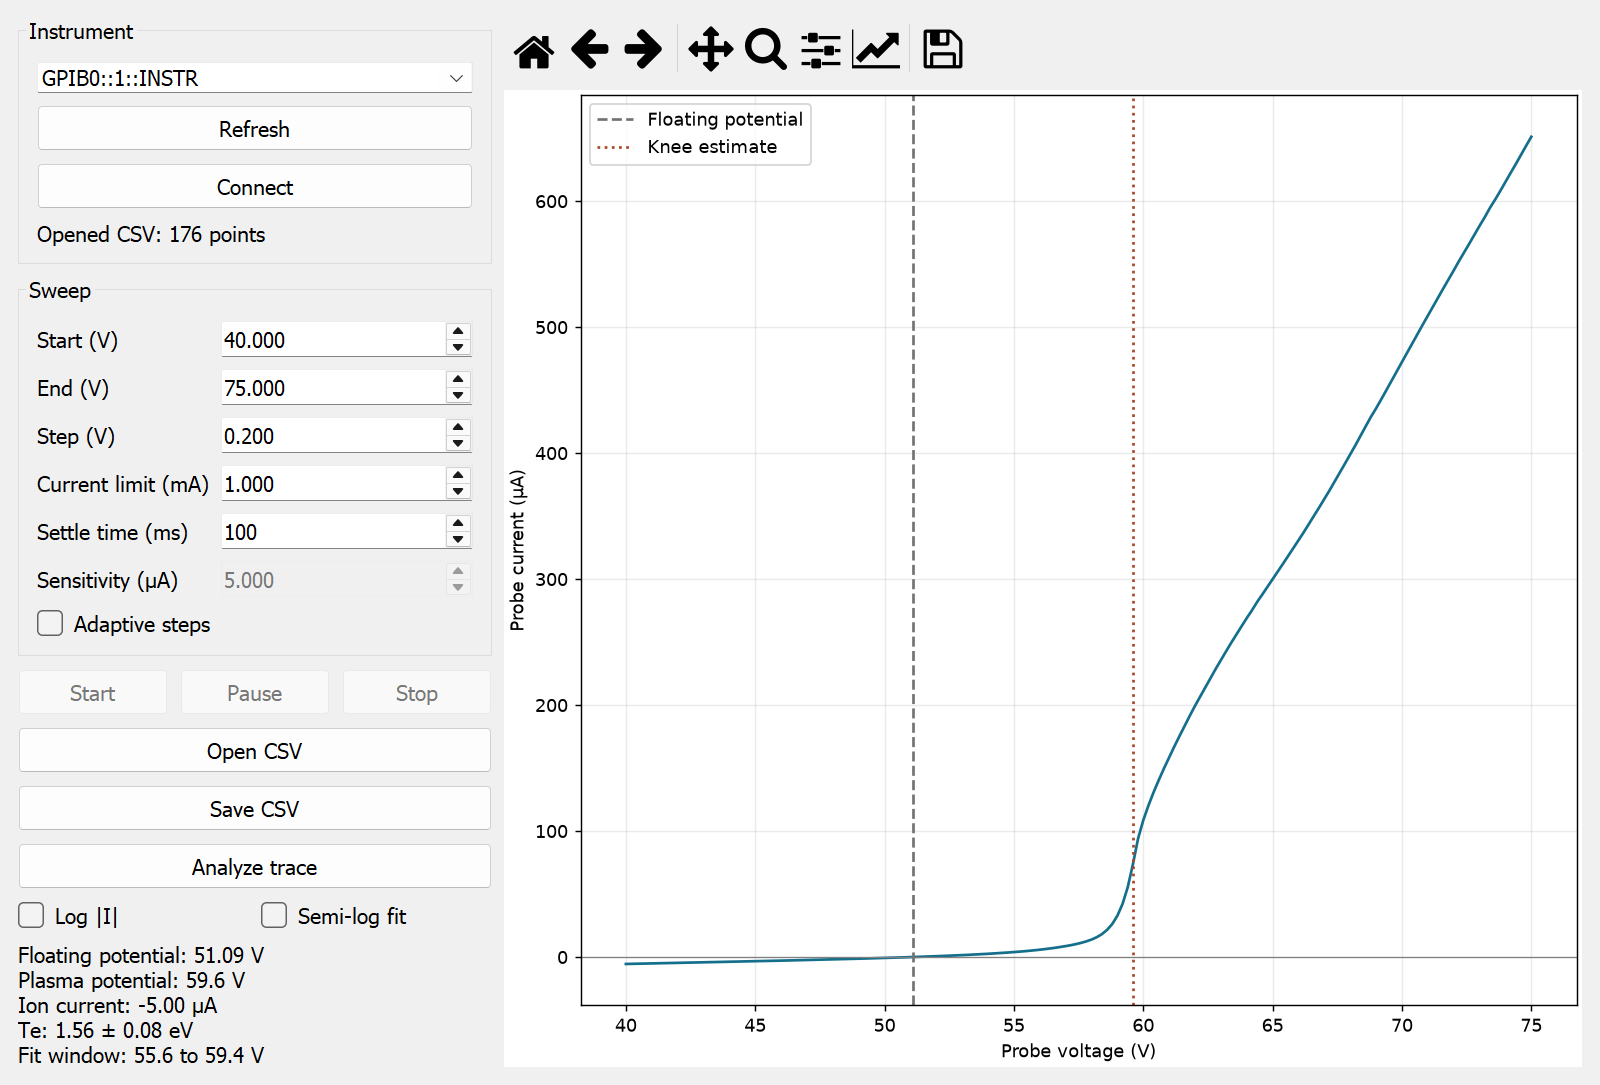 Instrument
GPIB0::1::INSTR
Refresh
Connect
Opened CSV: 176 points
Sweep
Start (V) 40.000
End (V) 75.000
Step (V) 0.200
Current limit (mA) 1.000
Settle time (ms) 100
Sensitivity (µA) 5.000
Adaptive steps
Start Pause Stop
Open CSV
Save CSV
Analyze trace
Log |I| Semi-log fit
Floating potential: 51.09 V
Plasma potential: 59.6 V
Ion current: -5.00 µA
Te: 1.56 ± 0.08 eV
Fit window: 55.6 to 59.4 V
Floating potential
Knee estimate
Probe current (µA)
600
500
400
300
200
100
0
40 45 50 55 60 65 70 75
Probe voltage (V)